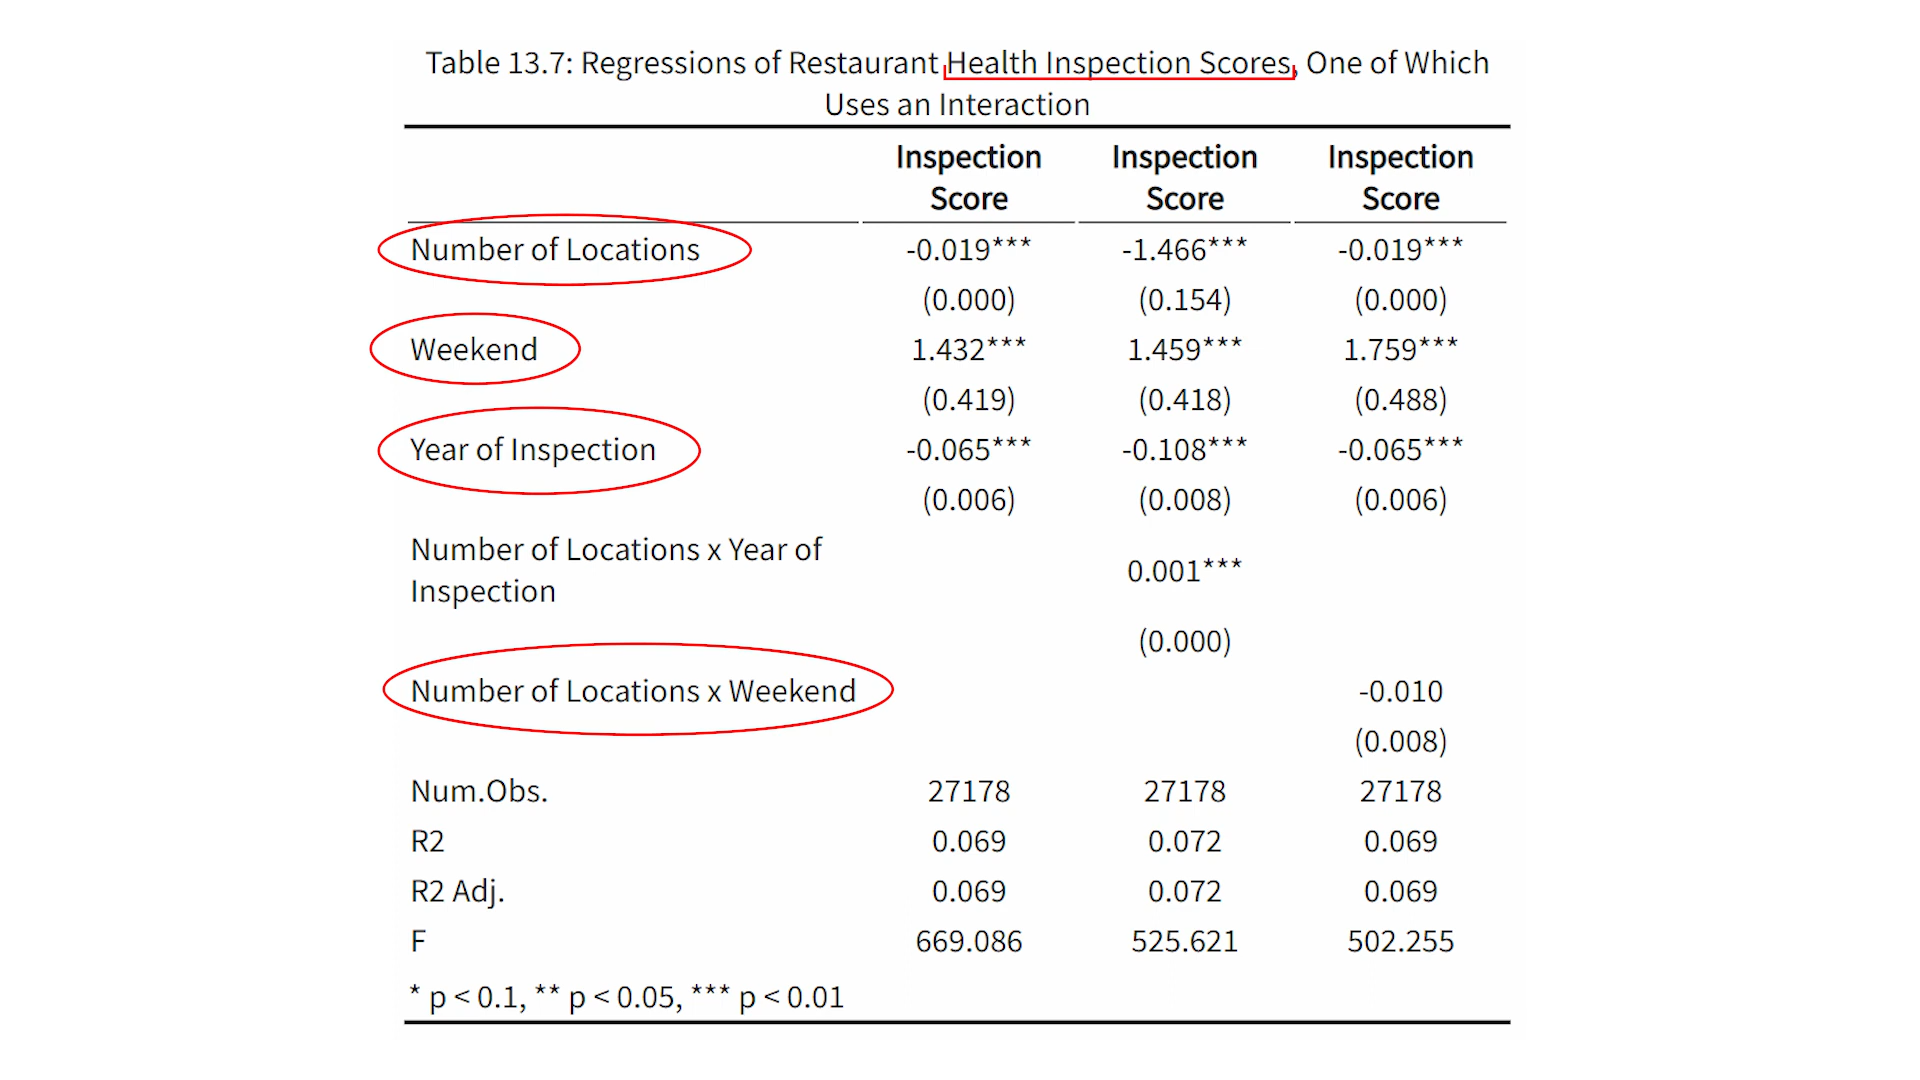 Table 13.7: Regressions of Restaurant Health Inspection Scores, One of Which
Uses an Interaction
Inspection Score Inspection Score Inspection Score
Number of Locations -0.019*** -1.466*** -0.019***
(0.000) (0.154) (0.000)
Weekend 1.432*** 1.459*** 1.759***
(0.419) (0.418) (0.488)
Year of Inspection -0.065*** -0.108*** -0.065***
(0.006) (0.008) (0.006)
Number of Locations x Year of Inspection 0.001***
(0.000)
Number of Locations x Weekend -0.010
(0.008)
Num.Obs. 27178 27178 27178
R2 0.069 0.072 0.069
R2 Adj. 0.069 0.072 0.069
F 669.086 525.621 502.255
* p < 0.1, ** p < 0.05, *** p < 0.01